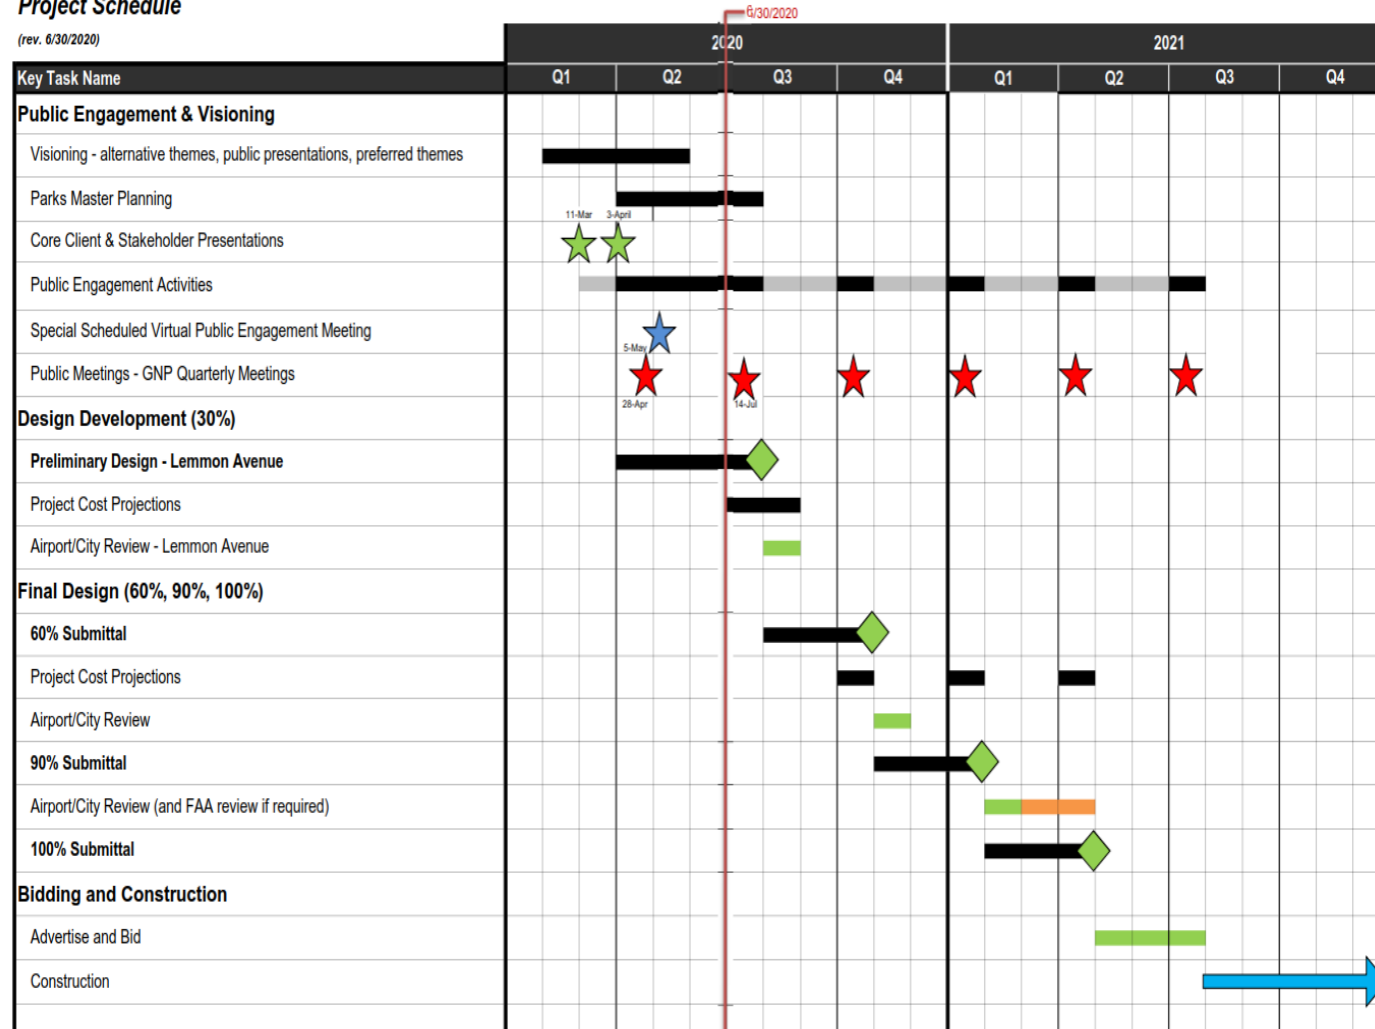 Project Schedule
6/30/2020
(rev. 6/30/2020)
2020 2021
Key Task Name Q1 Q2 Q3 Q4 Q1 Q2 Q3 Q4
Public Engagement & Visioning
Visioning - alternative themes, public presentations, preferred themes
Parks Master Planning
11-Mar 3-April
Core Client & Stakeholder Presentations
Public Engagement Activities
Special Scheduled Virtual Public Engagement Meeting
5-May
Public Meetings - GNP Quarterly Meetings
28-Apr 14-Jul
Design Development (30%)
Preliminary Design - Lemmon Avenue
Project Cost Projections
Airport/City Review - Lemmon Avenue
Final Design (60%, 90%, 100%)
60% Submittal
Project Cost Projections
Airport/City Review
90% Submittal
Airport/City Review (and FAA review if required)
100% Submittal
Bidding and Construction
Advertise and Bid
Construction